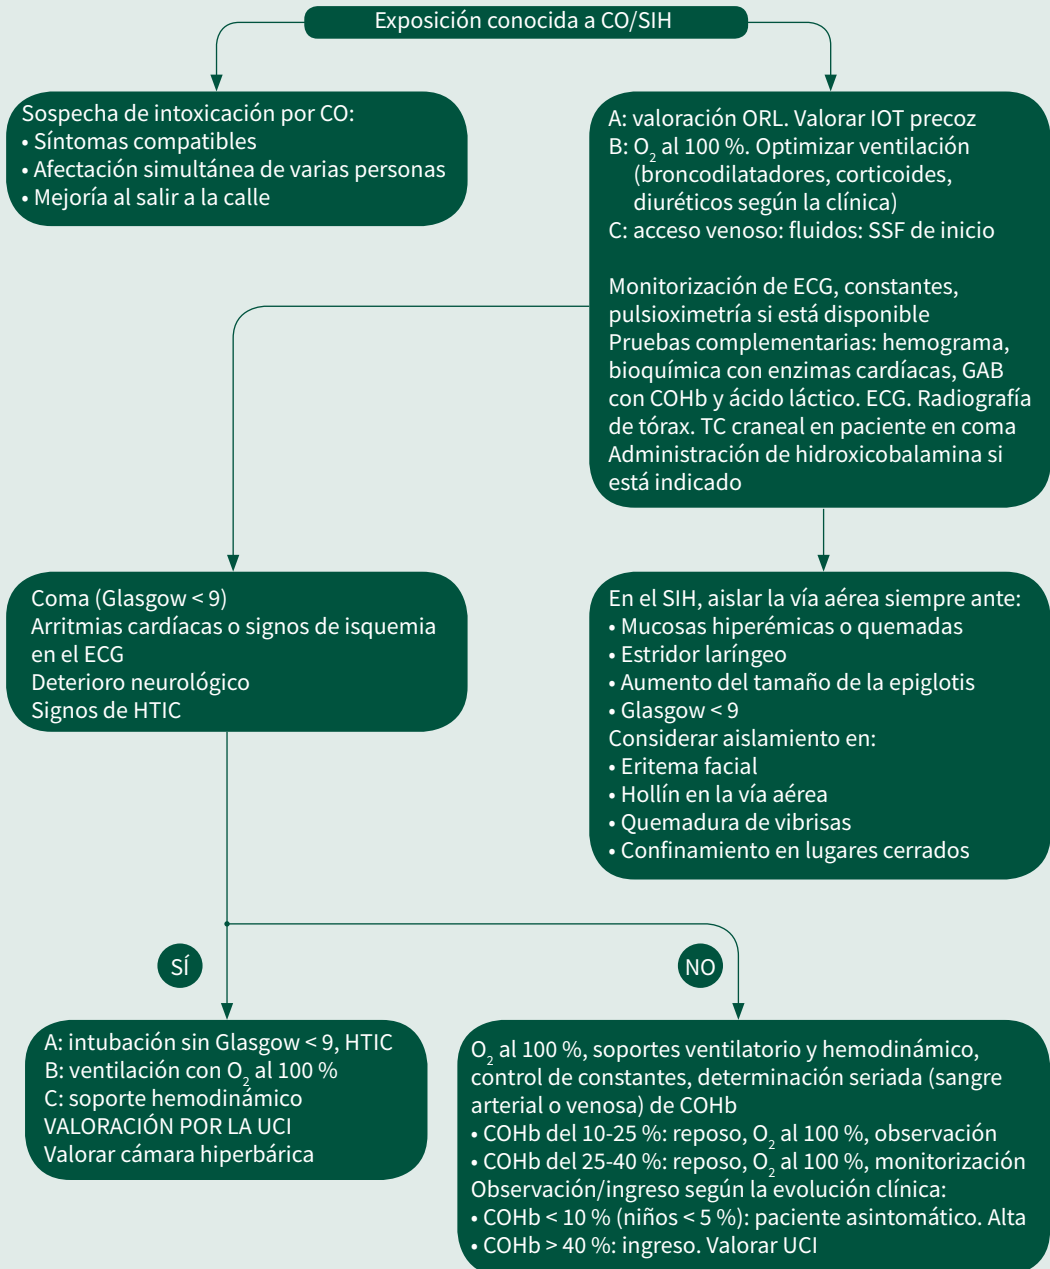 Exposición conocida a CO/SIH
Sospecha de intoxicación por CO:
• Síntomas compatibles
• Afectación simultánea de varias personas
• Mejoría al salir a la calle
A: valoración ORL. Valorar IOT precoz
B: O₂ al 100 %. Optimizar ventilación
(broncodilatadores, corticoides,
diuréticos según la clínica)
C: acceso venoso: fluidos: SSF de inicio
Monitorización de ECG, constantes,
pulsioximetría si está disponible
Pruebas complementarias: hemograma,
bioquímica con enzimas cardíacas, GAB
con COHb y ácido láctico. ECG. Radiografía
de tórax. TC craneal en paciente en coma
Administración de hidroxicobalamina si
está indicado
Coma (Glasgow < 9)
Arritmias cardíacas o signos de isquemia
en el ECG
Deterioro neurológico
Signos de HTIC
En el SIH, aislar la vía aérea siempre ante:
• Mucosas hiperémicas o quemadas
• Estridor laríngeo
• Aumento del tamaño de la epiglotis
• Glasgow < 9
Considerar aislamiento en:
• Eritema facial
• Hollín en la vía aérea
• Quemadura de vibrisas
• Confinamiento en lugares cerrados
SÍ
NO
A: intubación sin Glasgow < 9, HTIC
B: ventilación con O₂ al 100 %
C: soporte hemodinámico
VALORACIÓN POR LA UCI
Valorar cámara hiperbárica
O₂ al 100 %, soportes ventilatorio y hemodinámico,
control de constantes, determinación seriada (sangre
arterial o venosa) de COHb
• COHb del 10-25 %: reposo, O₂ al 100 %, observación
• COHb del 25-40 %: reposo, O₂ al 100 %, monitorización
Observación/ingreso según la evolución clínica:
• COHb < 10 % (niños < 5 %): paciente asintomático. Alta
• COHb > 40 %: ingreso. Valorar UCI